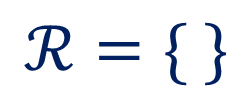 ℛ = { }